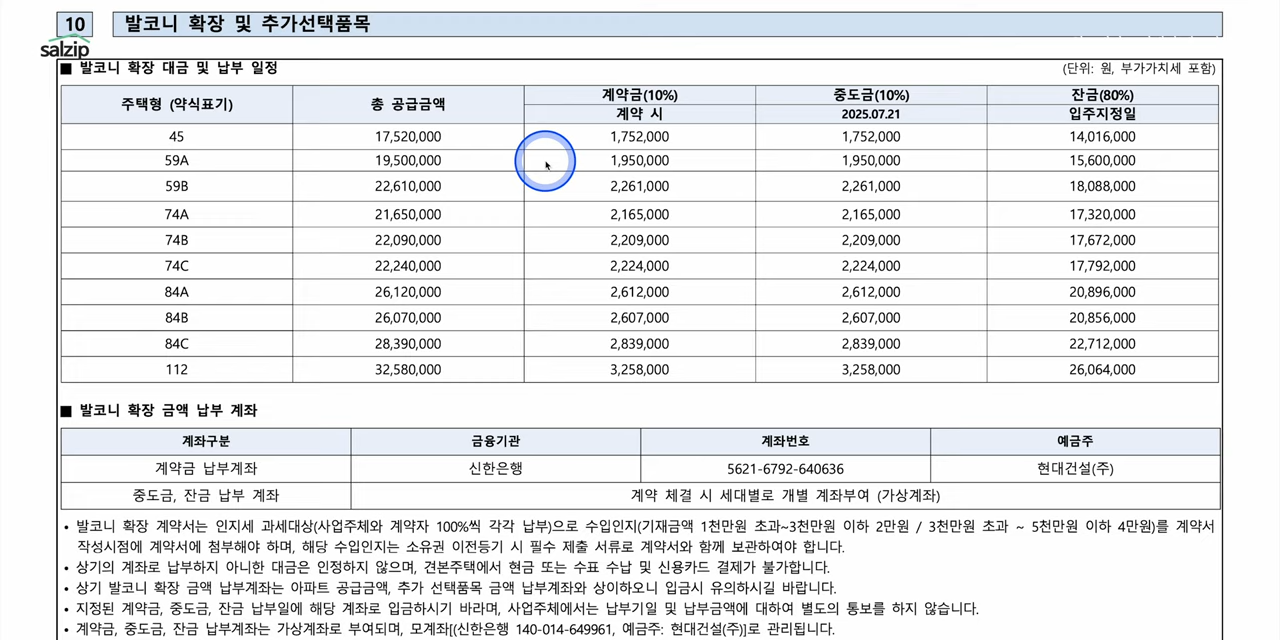 10 발코니 확장 및 추가선택품목
salzip
■ 발코니 확장 대금 및 납부 일정 (단위: 원, 부가가치세 포함)
주택형 (약식표기) 총 공급금액 계약금(10%) 중도금(10%) 잔금(80%)
계약 시 2025.07.21 입주지정일
45 17,520,000 1,752,000 1,752,000 14,016,000
59A 19,500,000 1,950,000 1,950,000 15,600,000
59B 22,610,000 2,261,000 2,261,000 18,088,000
74A 21,650,000 2,165,000 2,165,000 17,320,000
74B 22,090,000 2,209,000 2,209,000 17,672,000
74C 22,240,000 2,224,000 2,224,000 17,792,000
84A 26,120,000 2,612,000 2,612,000 20,896,000
84B 26,070,000 2,607,000 2,607,000 20,856,000
84C 28,390,000 2,839,000 2,839,000 22,712,000
112 32,580,000 3,258,000 3,258,000 26,064,000
■ 발코니 확장 금액 납부 계좌
계좌구분 금융기관 계좌번호 예금주
계약금 납부계좌 신한은행 5621-6792-640636 현대건설(주)
중도금, 잔금 납부 계좌 계약 체결 시 세대별로 개별 계좌부여 (가상계좌)
• 발코니 확장 계약서는 인지세 과세대상(사업주체와 계약자 100%씩 각각 납부)으로 수입인지(기재금액 1천만원 초과~3천만원 이하 2만원 / 3천만원 초과 ~ 5천만원 이하 4만원)를 계약서
작성시점에 계약서에 첨부해야 하며, 해당 수입인지는 소유권 이전등기 시 필수 제출 서류로 계약서와 함께 보관하여야 합니다.
• 상기의 계좌로 납부하지 아니한 대금은 인정하지 않으며, 견본주택에서 현금 또는 수표 수납 및 신용카드 결제가 불가합니다.
• 상기 발코니 확장 금액 납부계좌는 아파트 공급금액, 추가 선택품목 금액 납부계좌와 상이하오니 입금시 유의하시길 바랍니다.
• 지정된 계약금, 중도금, 잔금 납부일에 해당 계좌로 입금하시기 바라며, 사업주체에서는 납부기일 및 납부금액에 대하여 별도의 통보를 하지 않습니다.
• 계약금, 중도금, 잔금 납부계좌는 가상계좌로 부여되며, 모계좌[(신한은행 140-014-649961, 예금주: 현대건설(주)]로 관리됩니다.